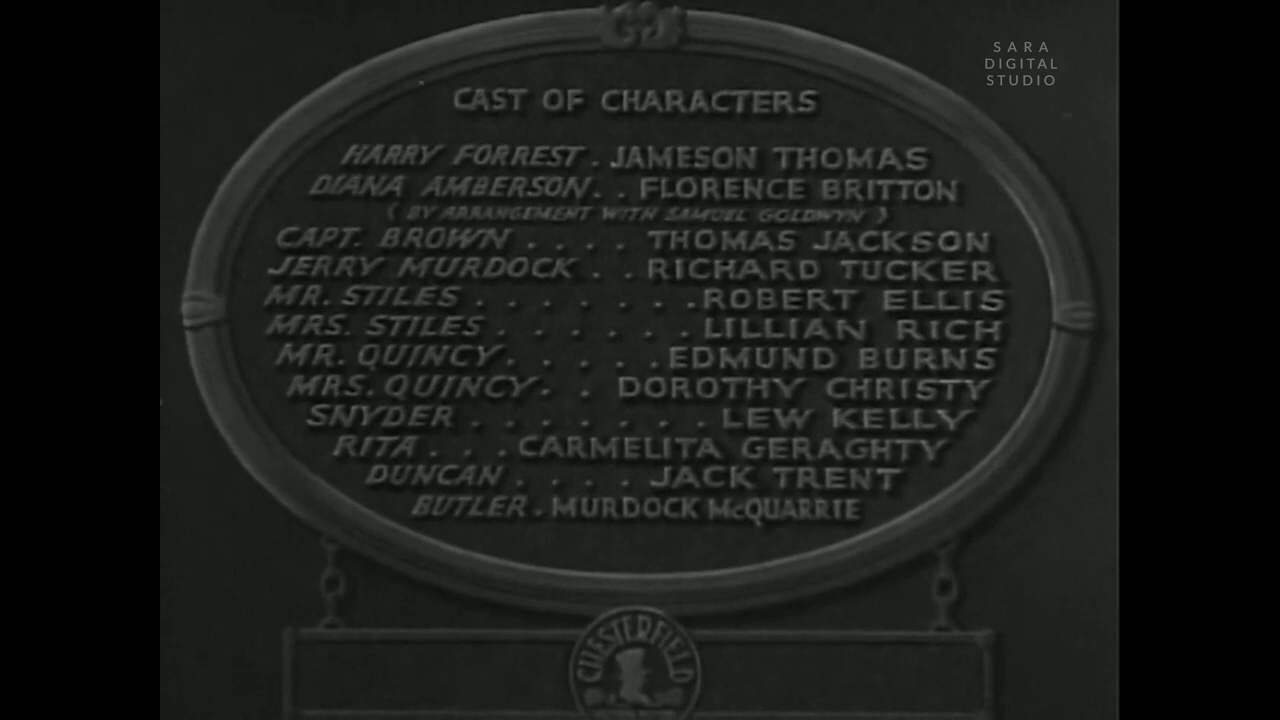 SARA
DIGITAL
STUDIO
CAST OF CHARACTERS
HARRY FORREST . JAMESON THOMAS
DIANA AMBERSON . . FLORENCE BRITTON
( BY ARRANGEMENT WITH SAMUEL GOLDWYN )
CAPT. BROWN . . . . THOMAS JACKSON
JERRY MURDOCK . . RICHARD TUCKER
MR. STILES . . . . . . . . ROBERT ELLIS
MRS. STILES . . . . . . . LILLIAN RICH
MR. QUINCY . . . . . . EDMUND BURNS
MRS. QUINCY . . DOROTHY CHRISTY
SNYDER . . . . . . . LEW KELLY
RITA . . . CARMELITA GERAGHTY
DUNCAN . . . . JACK TRENT
BUTLER . MURDOCK McQUARRIE
CHESTERFIELD